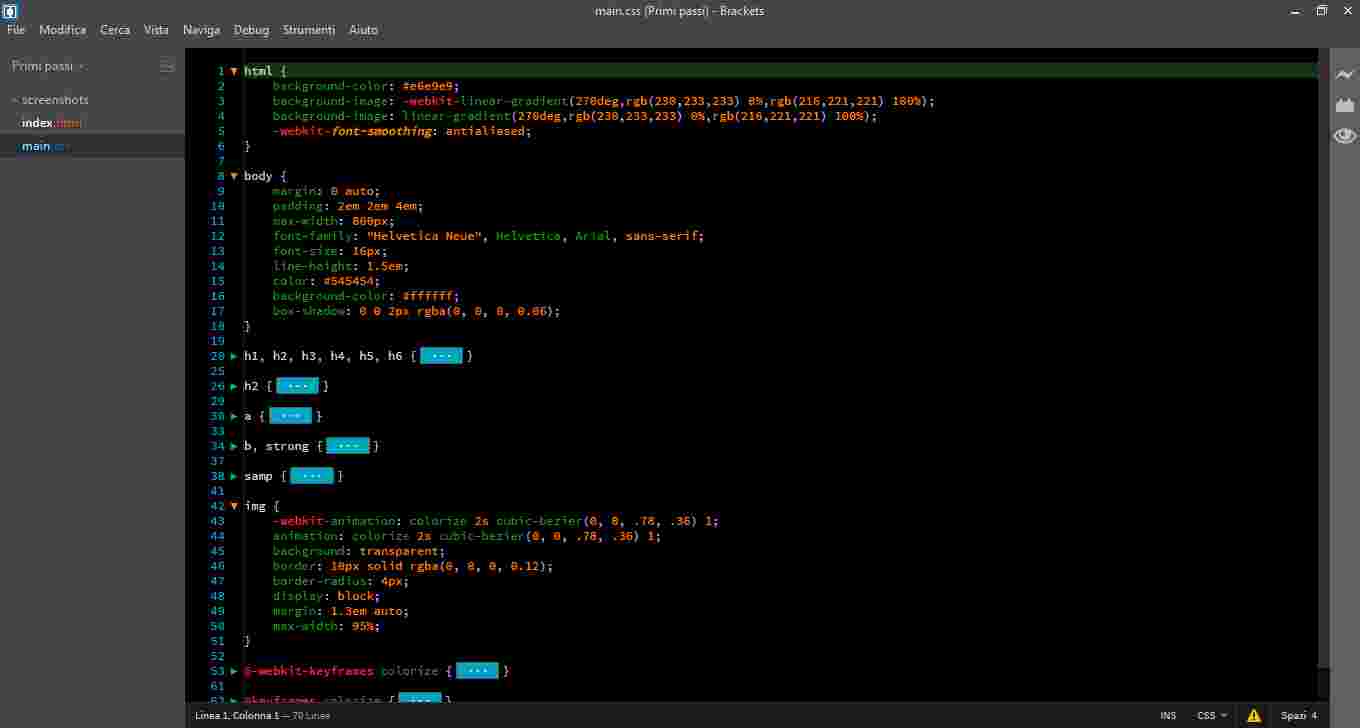 main.css (Primi passi) - Brackets
File Modifica Cerca Vista Naviga Debug Strumenti Aiuto
Primi passi
screenshots
index.html
main.css
1 html {
2 background-color: #e6e9e9;
3 background-image: -webkit-linear-gradient(270deg,rgb(230,233,233) 0%,rgb(216,221,221) 100%);
4 background-image: linear-gradient(270deg,rgb(230,233,233) 0%,rgb(216,221,221) 100%);
5 -webkit-font-smoothing: antialiased;
6 }
7
8 body {
9 margin: 0 auto;
10 padding: 2em 2em 4em;
11 max-width: 800px;
12 font-family: "Helvetica Neue", Helvetica, Arial, sans-serif;
13 font-size: 16px;
14 line-height: 1.5em;
15 color: #545454;
16 background-color: #ffffff;
17 box-shadow: 0 0 2px rgba(0, 0, 0, 0.06);
18 }
19
20 h1, h2, h3, h4, h5, h6 { ... }
25
26 h2 { ... }
29
30 a { ... }
33
34 b, strong { ... }
37
38 samp { ... }
41
42 img {
43 -webkit-animation: colorize 2s cubic-bezier(0, 0, .78, .36) 1;
44 animation: colorize 2s cubic-bezier(0, 0, .78, .36) 1;
45 background: transparent;
46 border: 10px solid rgba(0, 0, 0, 0.12);
47 border-radius: 4px;
48 display: block;
49 margin: 1.3em auto;
50 max-width: 95%;
51 }
52
53 @-webkit-keyframes colorize { ... }
61
62 @keyframes colorize { ... }
Linea 1, Colonna 1 — 70 Linee
INS CSS Spazi 4